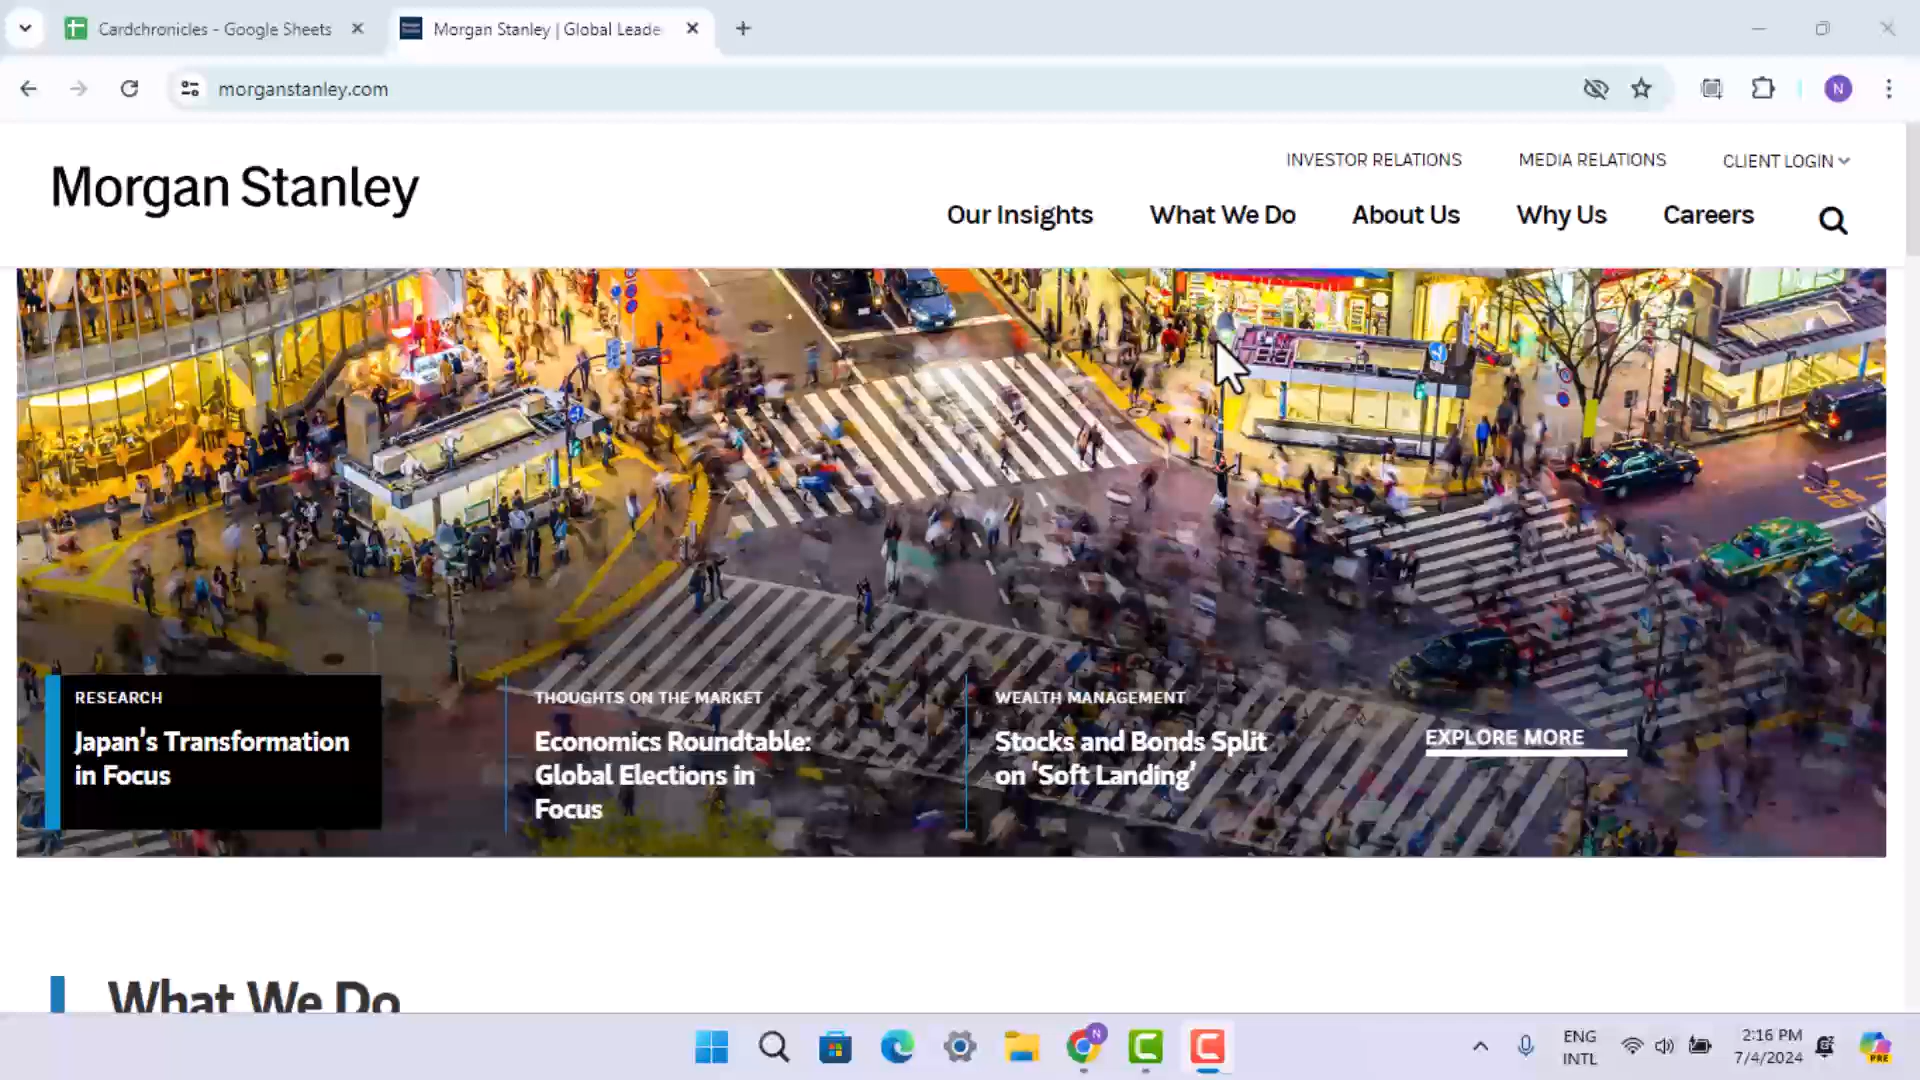 Cardchronicles - Google Sheets
Morgan Stanley | Global Leade
morganstanley.com
N
INVESTOR RELATIONS
MEDIA RELATIONS
CLIENT LOGIN
Morgan Stanley
Our Insights
What We Do
About Us
Why Us
Careers
RESEARCH
Japan's Transformation
in Focus
THOUGHTS ON THE MARKET
Economics Roundtable:
Global Elections in
Focus
WEALTH MANAGEMENT
Stocks and Bonds Split
on 'Soft Landing'
EXPLORE MORE
What We Do
N
ENG
INTL
2:16 PM
7/4/2024
PRE